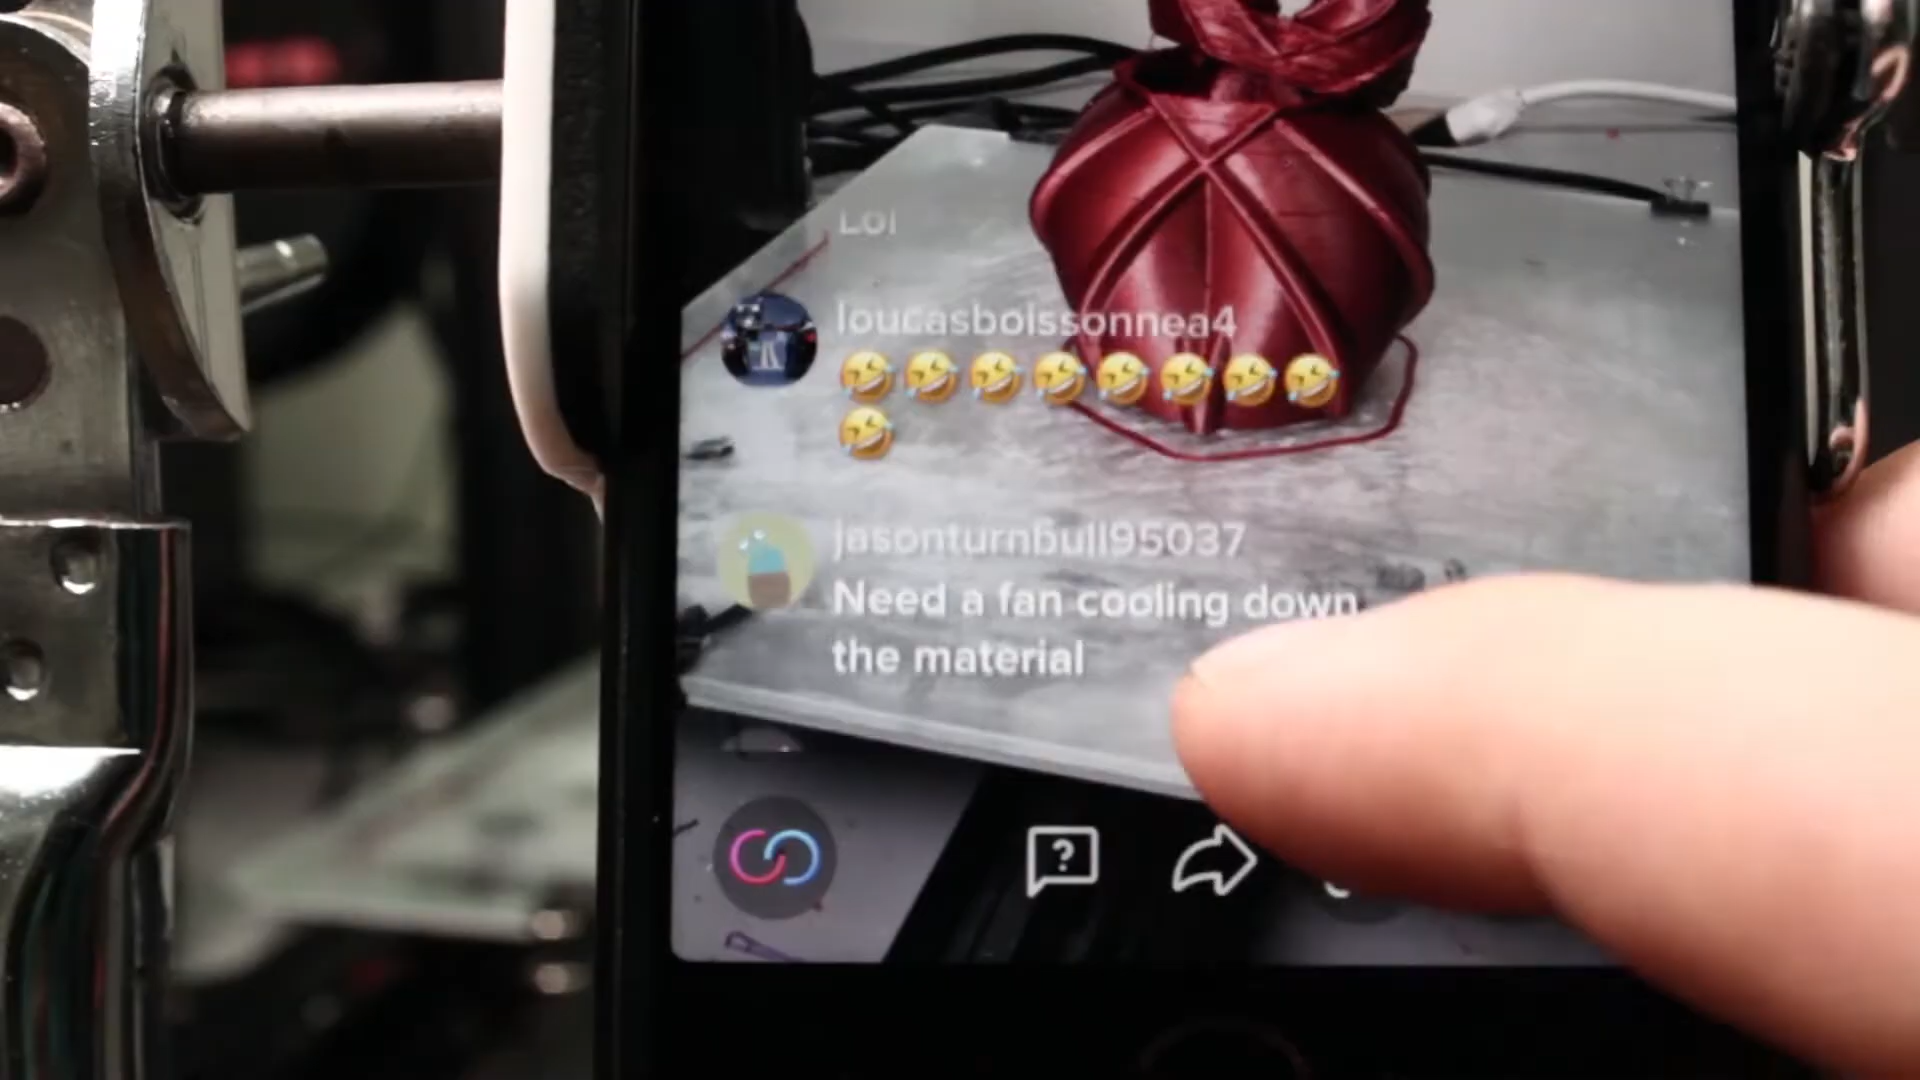 Lol
loucasboissonnea4
🤣🤣🤣🤣🤣🤣🤣🤣
🤣
jasonturnbull95037
Need a fan cooling down
the material
?